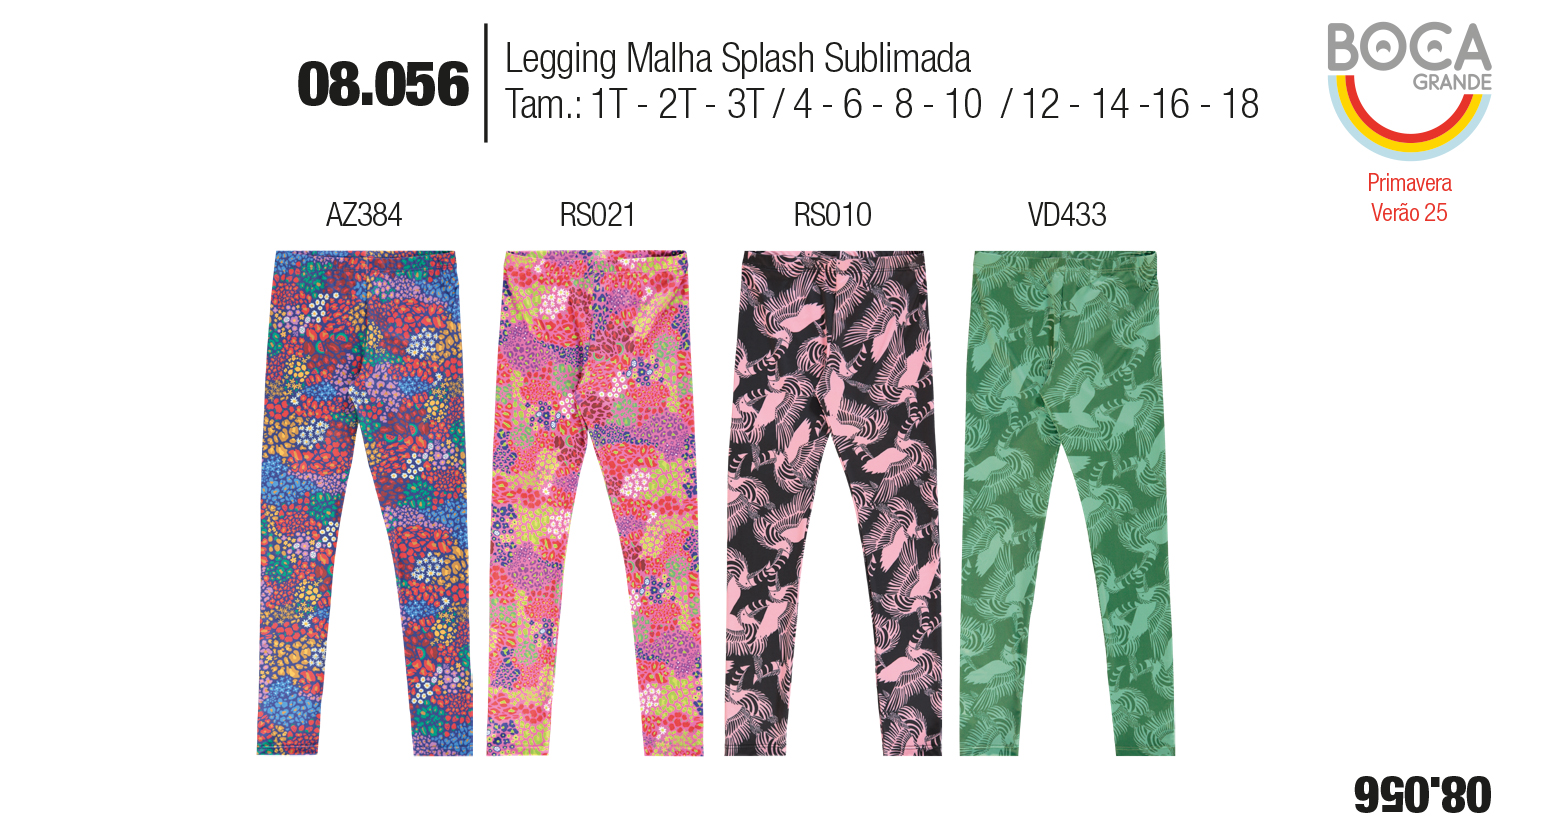 08.056
Legging Malha Splash Sublimada
Tam.: 1T - 2T - 3T / 4 - 6 - 8 - 10 / 12 - 14 -16 - 18
BOCA
GRANDE
Primavera
Verão 25
AZ384
RS021
RS010
VD433
08.056